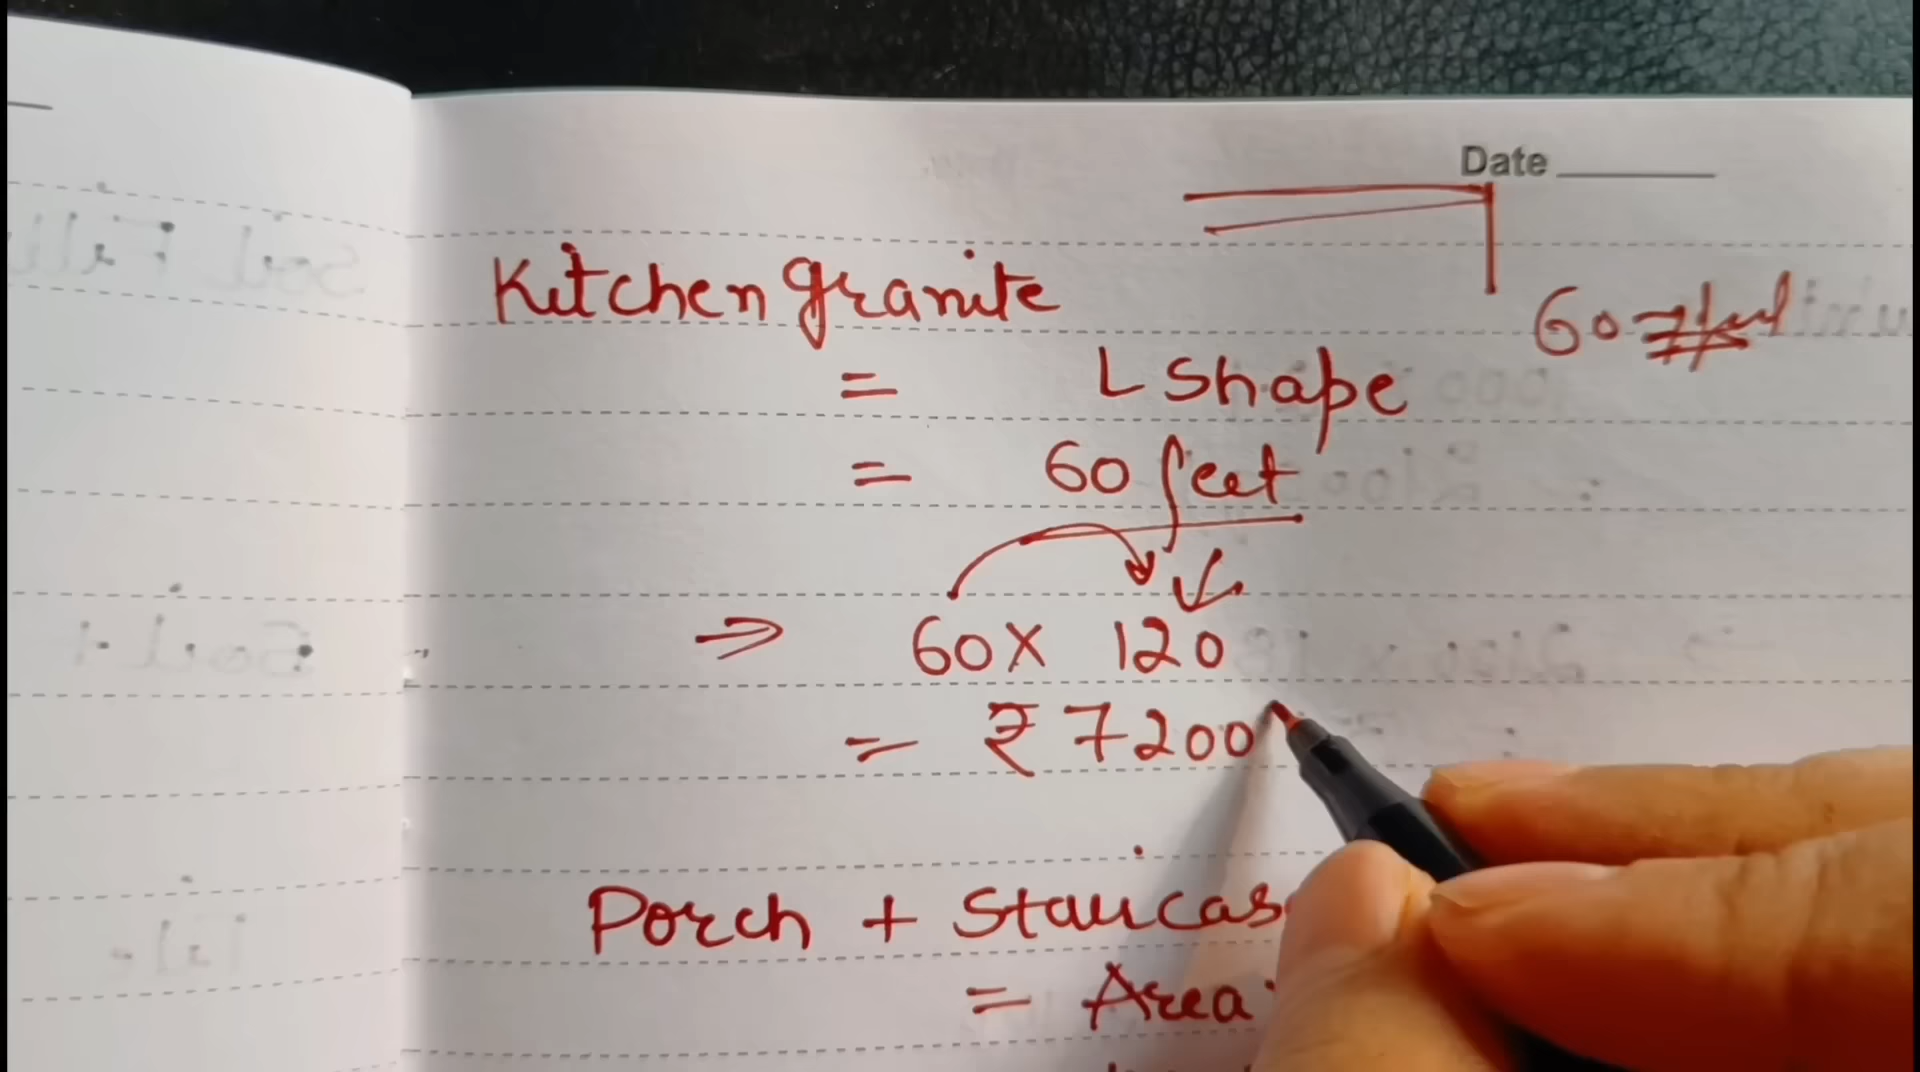 Date
Kitchen granite
= L Shape
= 60 feet
60
⇒ 60 X 120
= ₹ 7200
Porch + Staircas
= Area